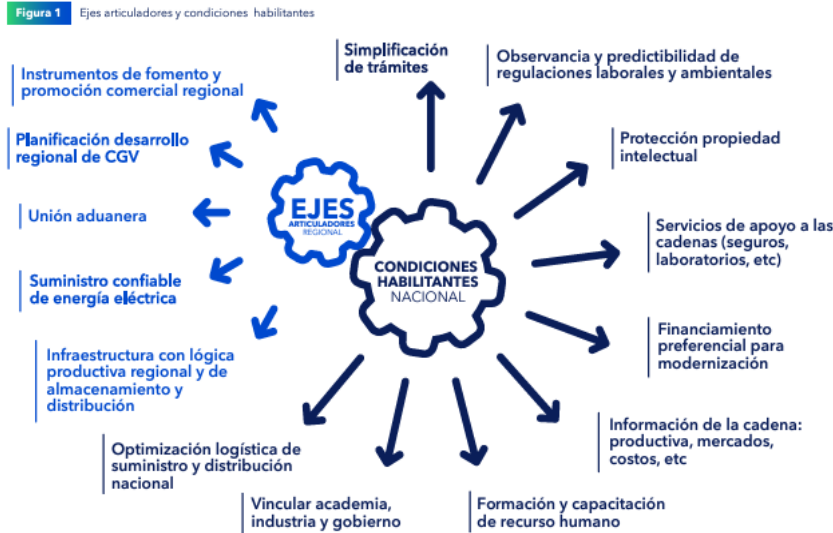 Figura 1
Ejes articuladores y condiciones habilitantes
Instrumentos de fomento y
promoción comercial regional
Planificación desarrollo
regional de CGV
Unión aduanera
Suministro confiable
de energía eléctrica
Infraestructura con lógica
productiva regional y de
almacenamiento y
distribución
EJES
ARTICULADORES
REGIONAL
CONDICIONES
HABILITANTES
NACIONAL
Simplificación
de trámites
Observancia y predictibilidad de
regulaciones laborales y ambientales
Protección propiedad
intelectual
Servicios de apoyo a las
cadenas (seguros,
laboratorios, etc)
Financiamiento
preferencial para
modernización
Información de la cadena:
productiva, mercados,
costos, etc
Formación y capacitación
de recurso humano
Vincular academia,
industria y gobierno
Optimización logística de
suministro y distribución
nacional